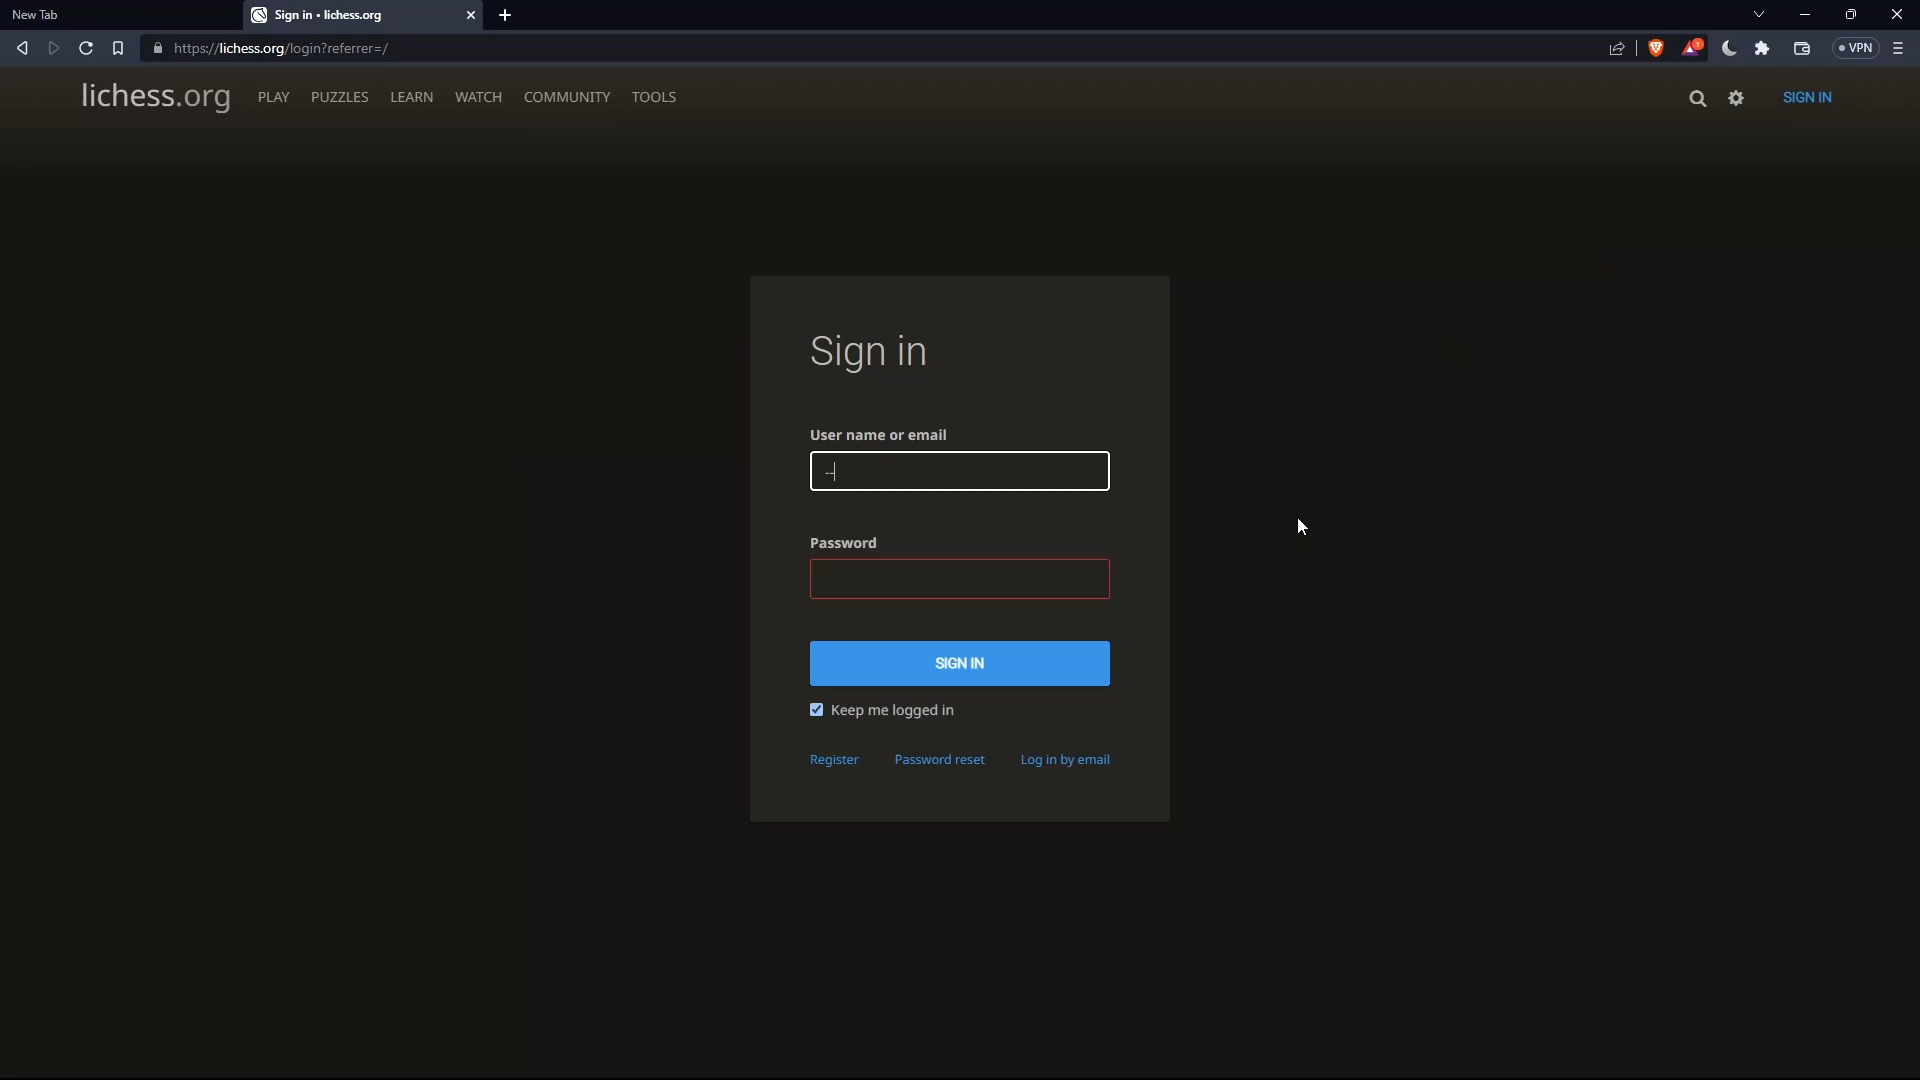 New Tab
Sign in • lichess.org
https://lichess.org/login?referrer=/
1
VPN
lichess.org
PLAY
PUZZLES
LEARN
WATCH
COMMUNITY
TOOLS
SIGN IN
Sign in
User name or email
--
Password
SIGN IN
Keep me logged in
Register
Password reset
Log in by email